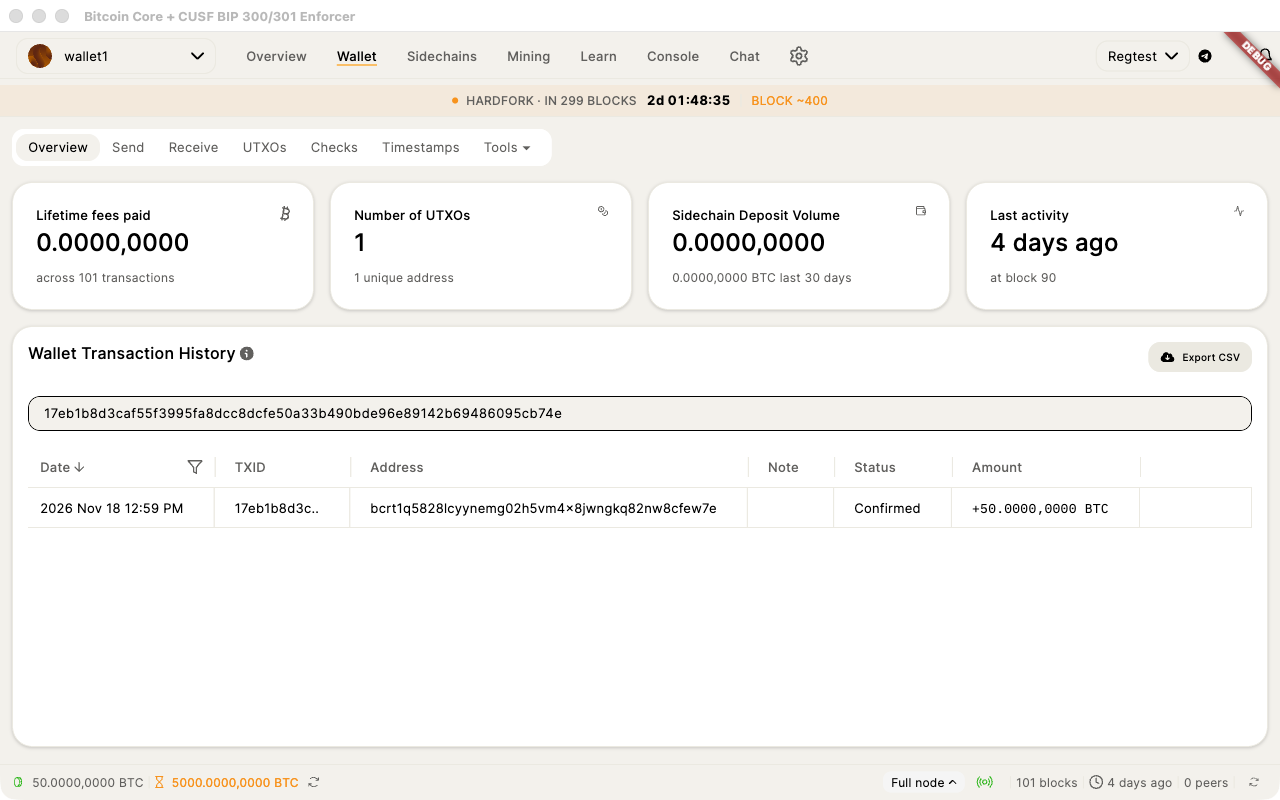 Bitcoin Core + CUSF BIP 300/301 Enforcer
wallet1
Overview
Wallet
Sidechains
Mining
Learn
Console
Chat
Regtest
DEBUG
HARDFORK · IN 299 BLOCKS 2d 01:48:35 BLOCK ~400
Overview
Send
Receive
UTXOs
Checks
Timestamps
Tools
Lifetime fees paid
0.0000,0000
across 101 transactions
Number of UTXOs
1
1 unique address
Sidechain Deposit Volume
0.0000,0000
0.0000,0000 BTC last 30 days
Last activity
4 days ago
at block 90
Wallet Transaction History
Export CSV
17eb1b8d3caf55f3995fa8dcc8dcfe50a33b490bde96e89142b69486095cb74e
Date
TXID
Address
Note
Status
Amount
2026 Nov 18 12:59 PM
17eb1b8d3c..
bcrt1q5828lcyynemg02h5vm4×8jwngkq82nw8cfew7e
Confirmed
+50.0000,0000 BTC
50.0000,0000 BTC
5000.0000,0000 BTC
Full node
101 blocks
4 days ago
0 peers